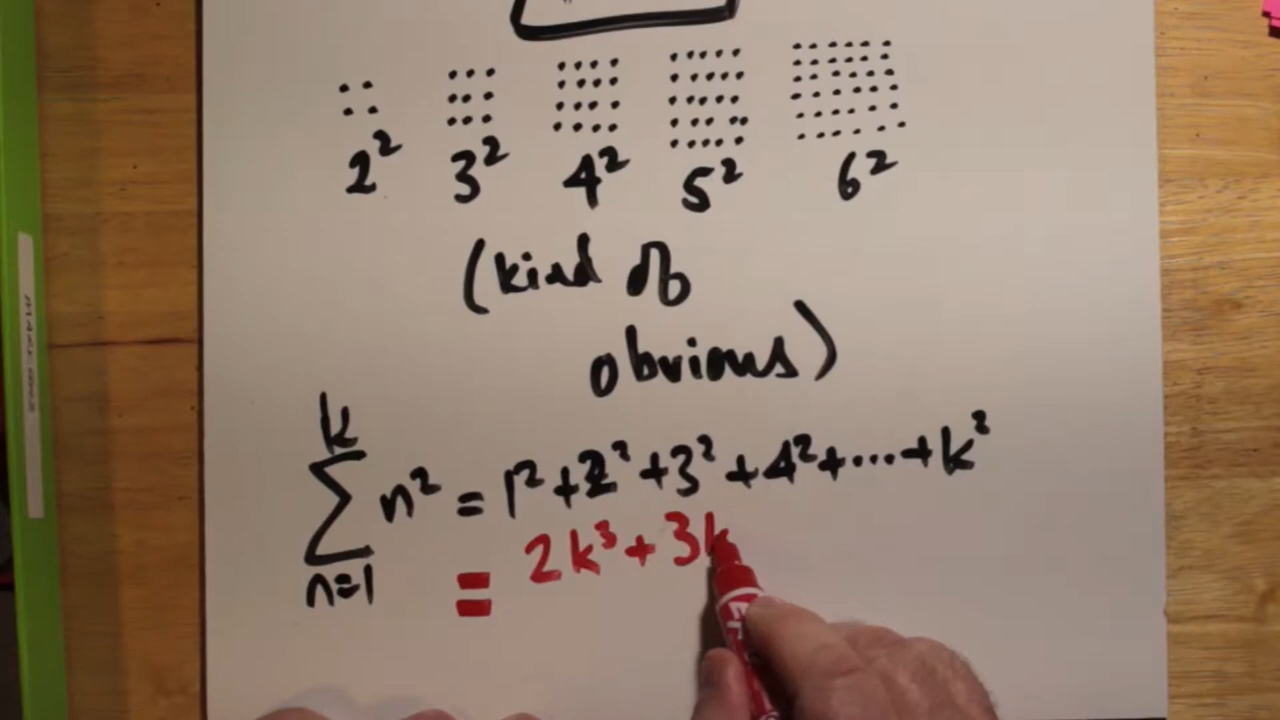 2² 3² 4² 5² 6²
(kind of
obvious)
k
∑ n² = 1² + 2² + 3² + 4² + ... + k²
n=1
= 2k³ + 3k